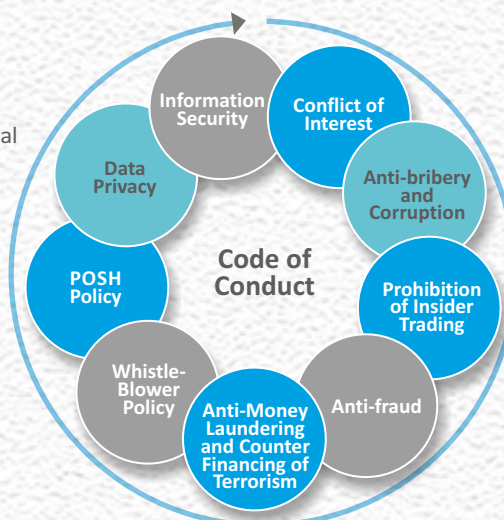 Information
Security
Conflict of
Interest
al
Data
Privacy
Anti-bribery
and
Corruption
Code of
Conduct
POSH
Policy
Prohibition
of Insider
Trading
Whistle-
Blower
Policy
Anti-fraud
Anti-Money
Laundering
and Counter
Financing of
Terrorism